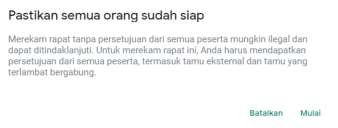 Pastikan semua orang sudah siap
Merekam rapat tanpa persetujuan dari semua peserta mungkin ilegal dan
dapat ditindaklanjuti. Untuk merekam rapat ini, Anda harus mendapatkan
persetujuan dari semua peserta, termasuk tamu eksternal dan tamu yang
terlambat bergabung.
Batalkan Mulai